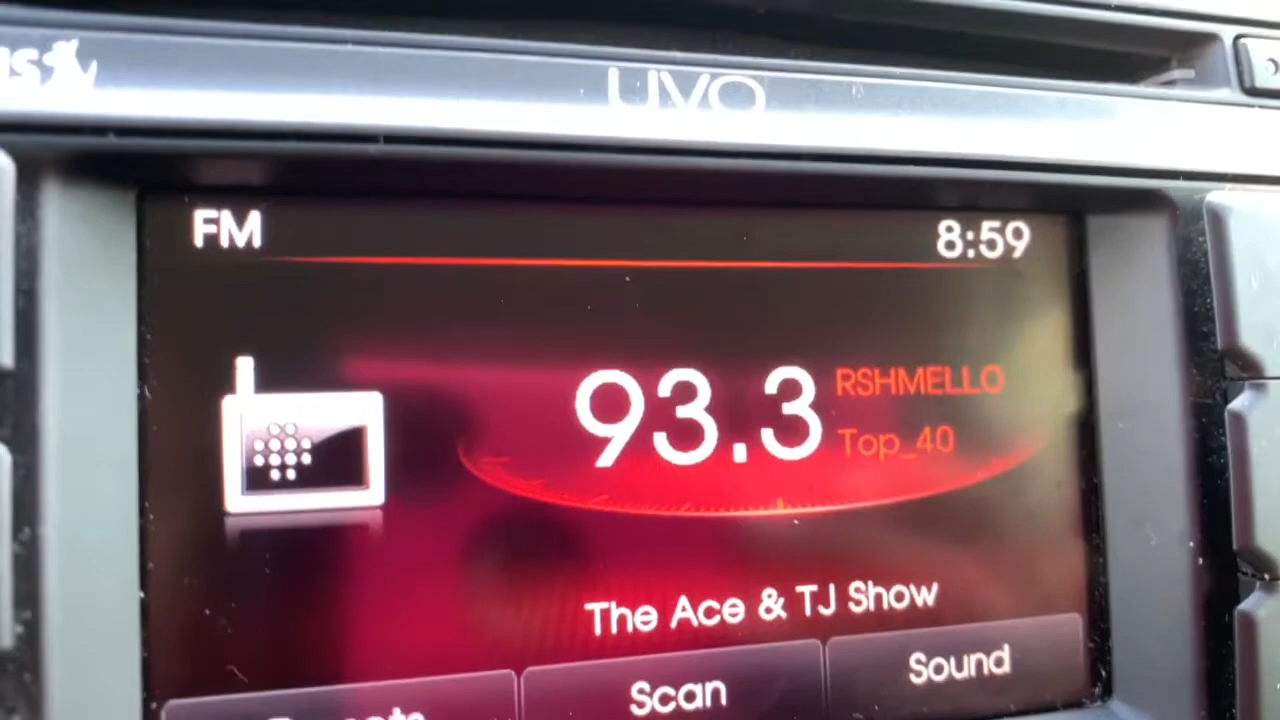 UVO
FM
8:59
93.3
RSHMELLO
Top_40
The Ace & TJ Show
Scan
Sound